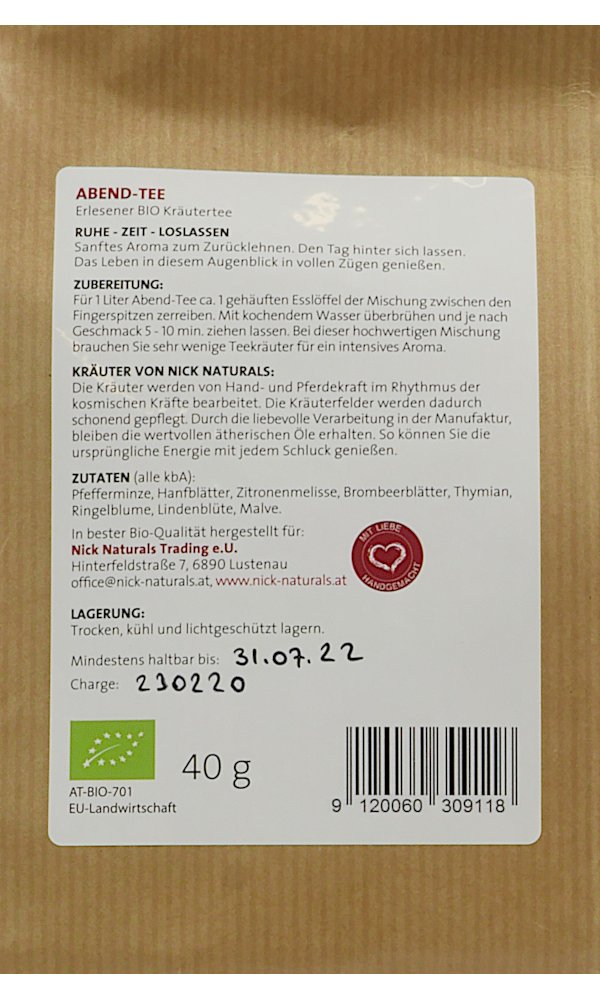 ABEND-TEE
Erlesener BIO Kräutertee
RUHE - ZEIT - LOSLASSEN
Sanftes Aroma zum Zurücklehnen. Den Tag hinter sich lassen.
Das Leben in diesem Augenblick in vollen Zügen genießen.
ZUBEREITUNG:
Für 1 Liter Abend-Tee ca. 1 gehäuften Esslöffel der Mischung zwischen den
Fingerspitzen zerreiben. Mit kochendem Wasser überbrühen und je nach
Geschmack 5 - 10 min. ziehen lassen. Bei dieser hochwertigen Mischung
brauchen Sie sehr wenige Teekräuter für ein intensives Aroma.
KRÄUTER VON NICK NATURALS:
Die Kräuter werden von Hand- und Pferdekraft im Rhythmus der
kosmischen Kräfte bearbeitet. Die Kräuterfelder werden dadurch
schonend gepflegt. Durch die liebevolle Verarbeitung in der Manufaktur,
bleiben die wertvollen ätherischen Öle erhalten. So können Sie die
ursprüngliche Energie mit jedem Schluck genießen.
ZUTATEN (alle kbA):
Pfefferminze, Hanfblätter, Zitronenmelisse, Brombeerblätter, Thymian,
Ringelblume, Lindenblüte, Malve.
In bester Bio-Qualität hergestellt für:
Nick Naturals Trading e.U.
Hinterfeldstraße 7, 6890 Lustenau
office@nick-naturals.at, www.nick-naturals.at
MIT LIEBE
HANDGEMACHT
LAGERUNG:
Trocken, kühl und lichtgeschützt lagern.
Mindestens haltbar bis: 31.07.22
Charge: 230220
40 g
AT-BIO-701
EU-Landwirtschaft
9 120060 309118